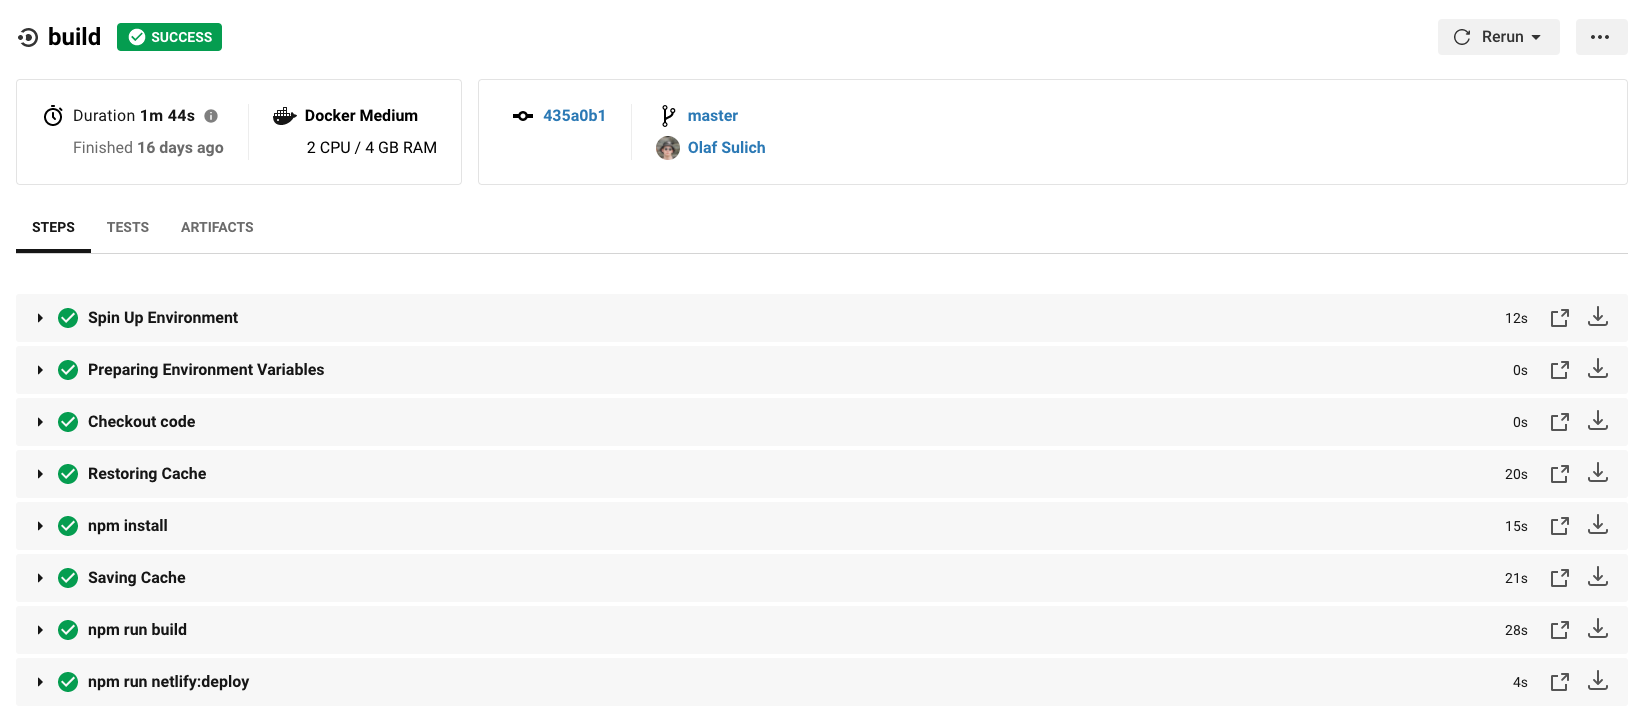 build SUCCESS Rerun
Duration 1m 44s Docker Medium 435a0b1 master
Finished 16 days ago 2 CPU / 4 GB RAM Olaf Sulich
STEPS TESTS ARTIFACTS
Spin Up Environment 12s
Preparing Environment Variables 0s
Checkout code 0s
Restoring Cache 20s
npm install 15s
Saving Cache 21s
npm run build 28s
npm run netlify:deploy 4s